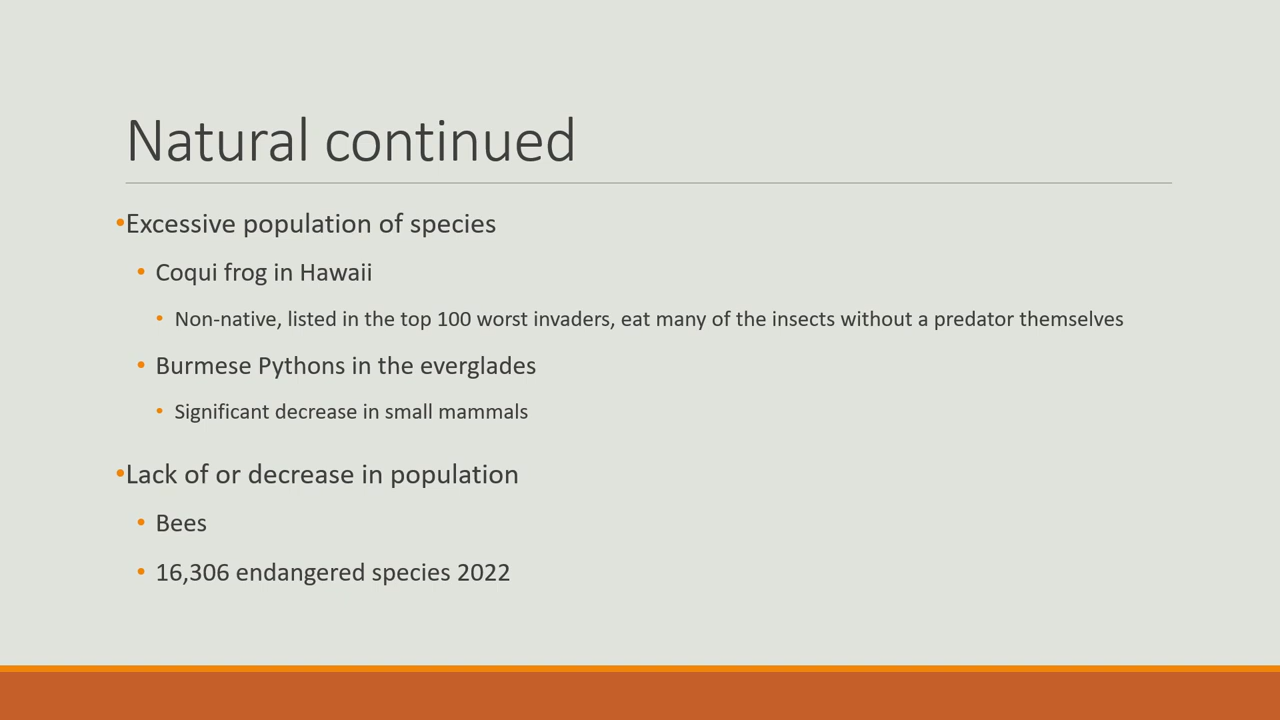 Natural continued
•Excessive population of species
• Coqui frog in Hawaii
• Non-native, listed in the top 100 worst invaders, eat many of the insects without a predator themselves
• Burmese Pythons in the everglades
• Significant decrease in small mammals
•Lack of or decrease in population
• Bees
• 16,306 endangered species 2022